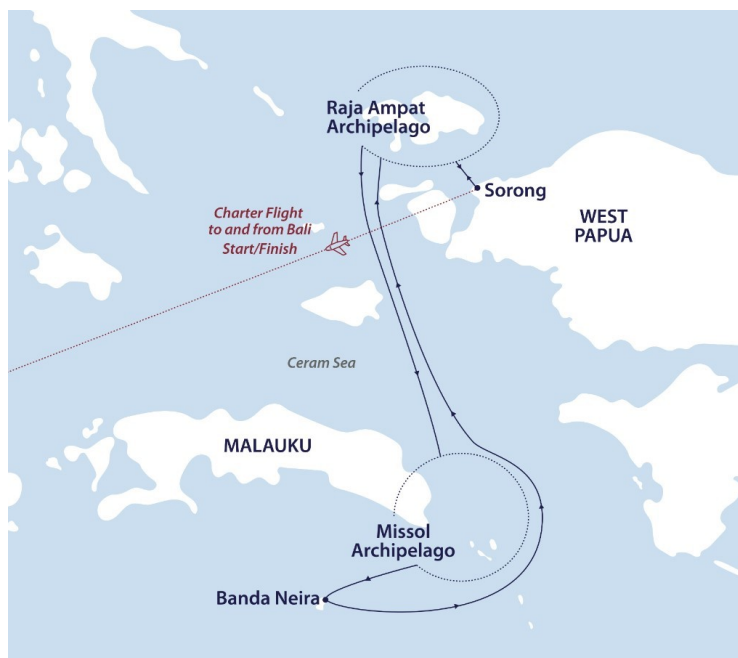 Raja Ampat
Archipelago
Sorong
WEST
PAPUA
Charter Flight
to and from Bali
Start/Finish
Ceram Sea
MALAUKU
Missol
Archipelago
Banda Neira